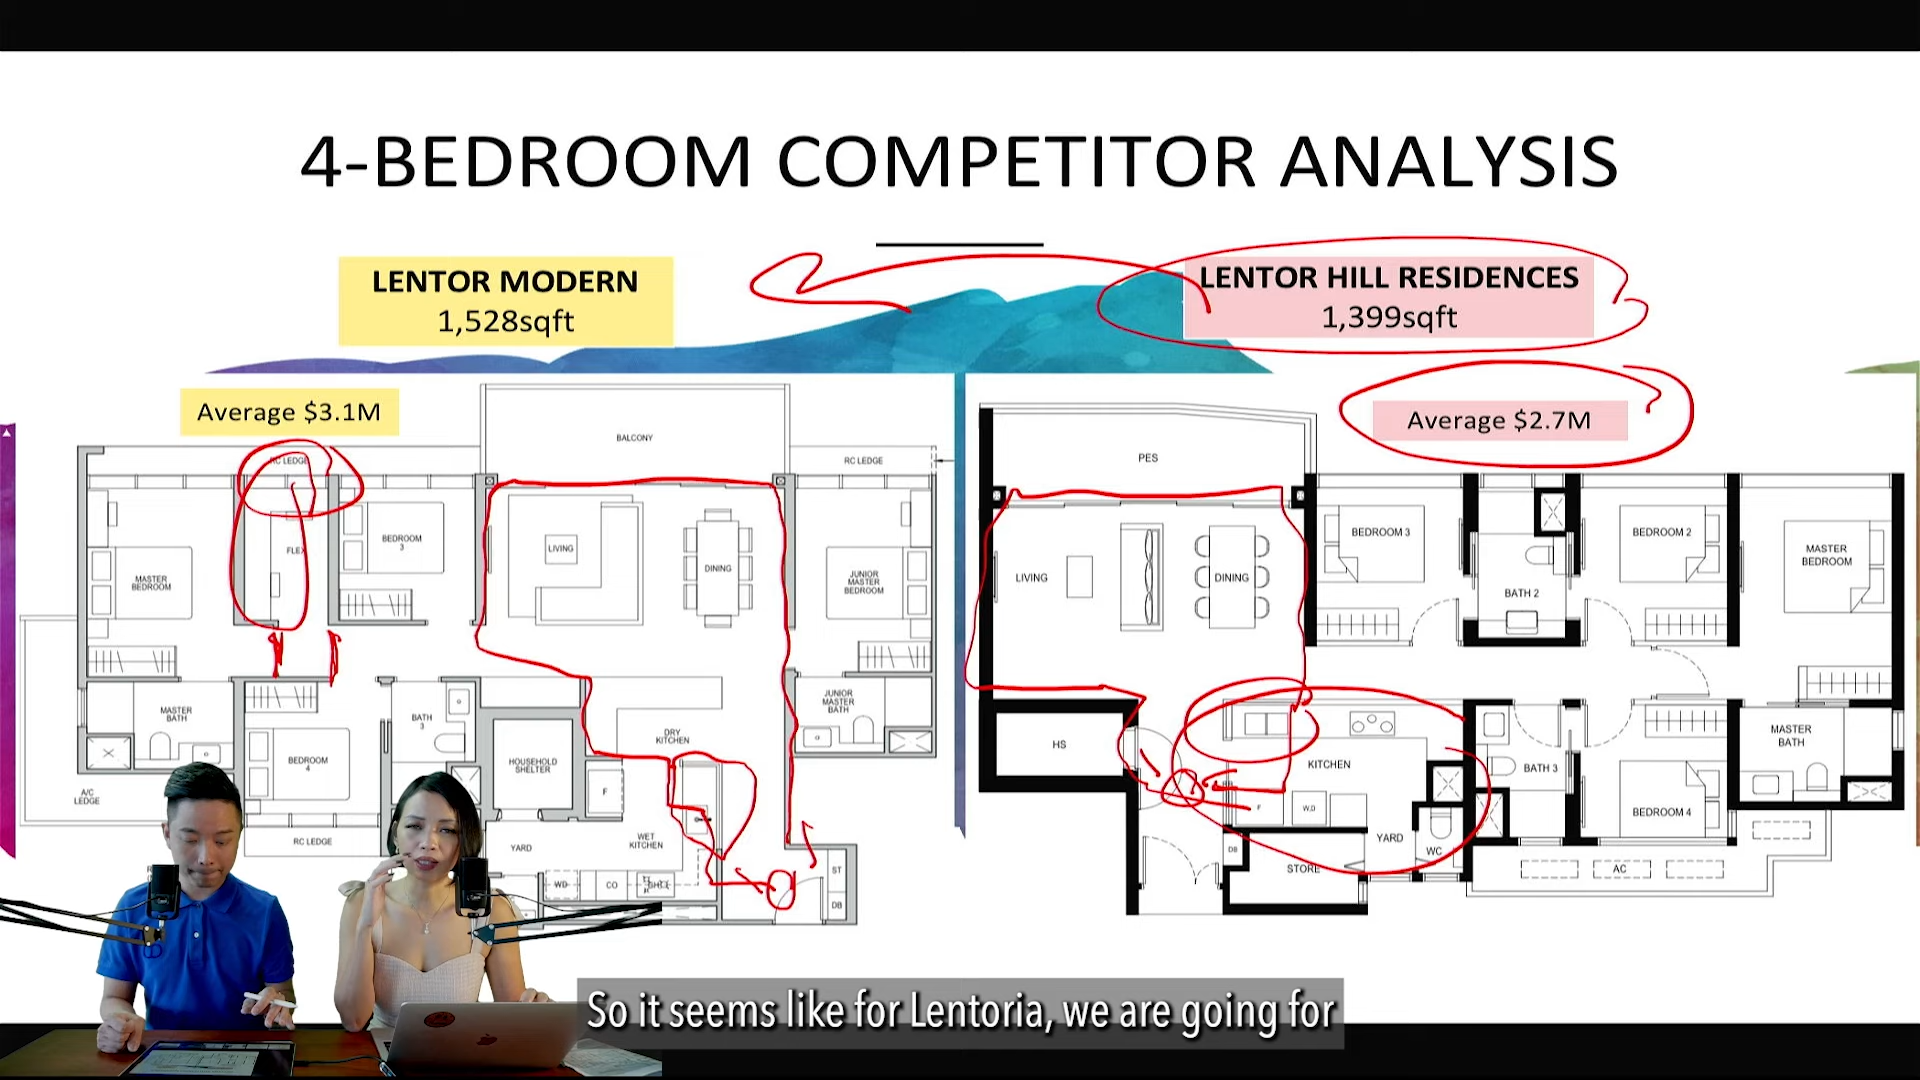 4-BEDROOM COMPETITOR ANALYSIS
LENTOR MODERN
1,528sqft
LENTOR HILL RESIDENCES
1,399sqft
Average $3.1M
Average $2.7M
BALCONY
RC LEDGE
RC LEDGE
MASTER
BEDROOM
FLEX
BEDROOM
3
LIVING
DINING
JUNIOR
MASTER
BEDROOM
MASTER
BATH
BATH
3
JUNIOR
MASTER
BATH
DRY
KITCHEN
BEDROOM
4
HOUSEHOLD
SHELTER
F
A/C
LEDGE
RC LEDGE
YARD
WET
KITCHEN
WD
CO
ST
DB
PES
LIVING
DINING
BEDROOM 3
BATH 2
BEDROOM 2
MASTER
BEDROOM
HS
KITCHEN
BATH 3
MASTER
BATH
F
W,D
BEDROOM 4
YARD
WC
DB
STORE
AC
So it seems like for Lentoria, we are going for